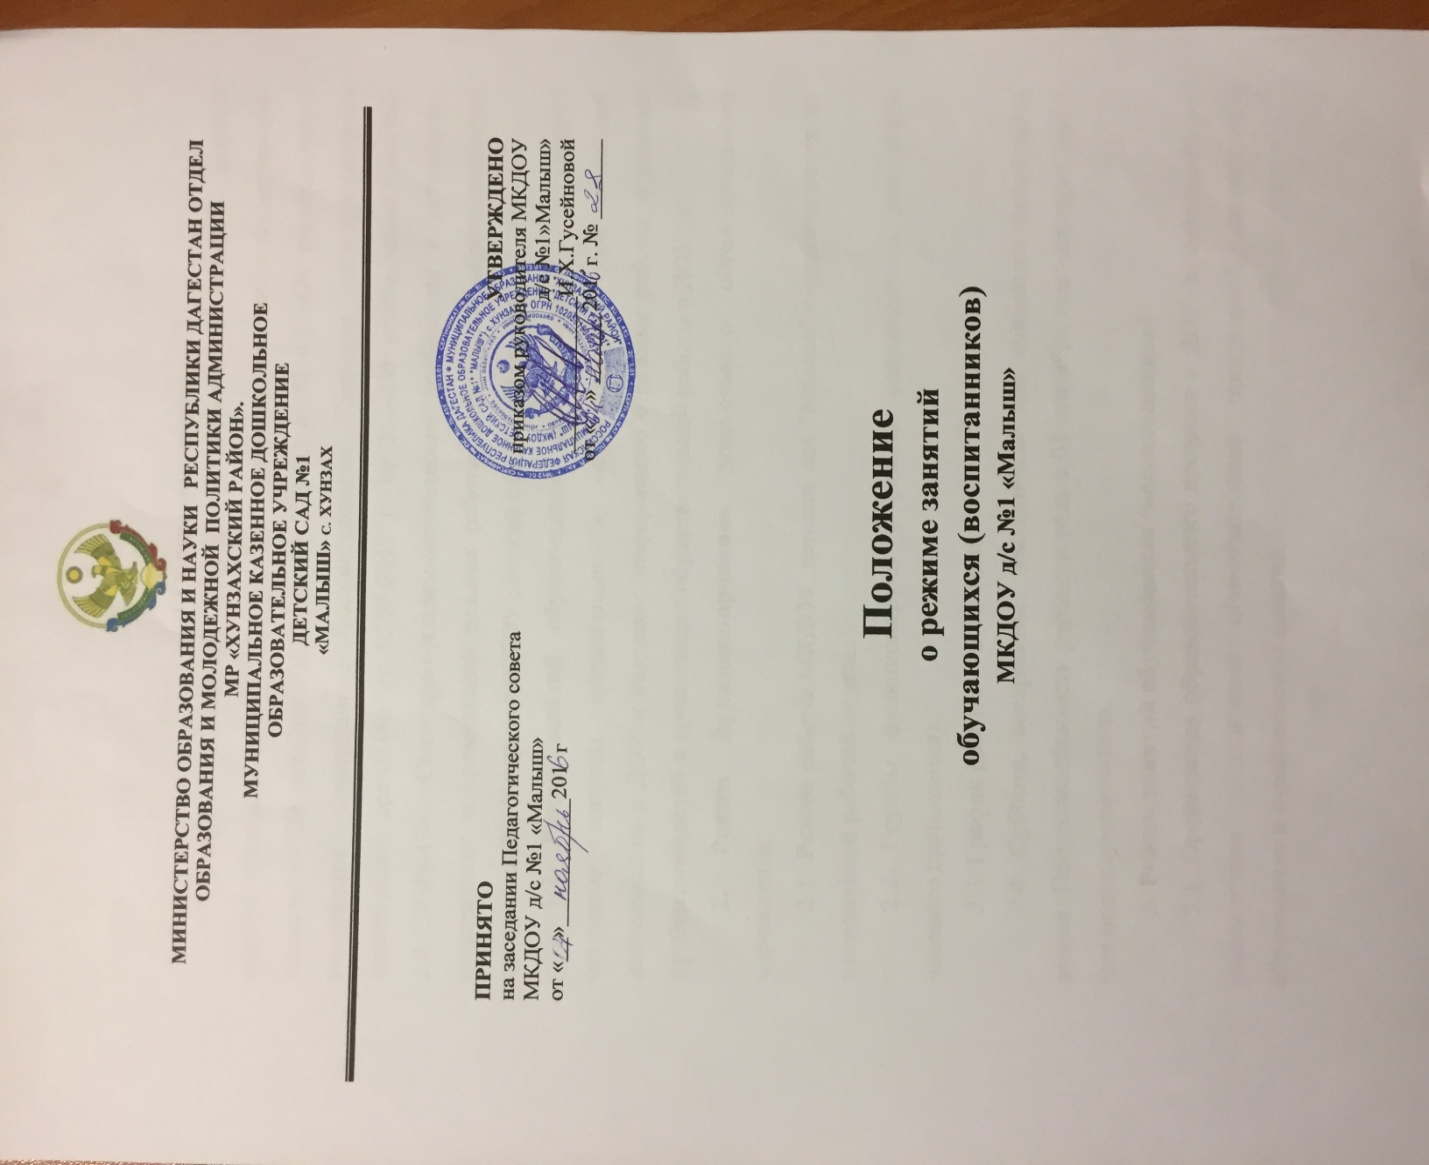 МИНИСТЕРСТВО ОБРАЗОВАНИЯ И НАУКИ РЕСПУБЛИКИ ДАГЕСТАН ОТДЕЛ
ОБРАЗОВАНИЯ И МОЛОДЕЖНОЙ ПОЛИТИКИ АДМИНИСТРАЦИИ
МР «ХУНЗАХСКИЙ РАЙОН».
МУНИЦИПАЛЬНОЕ КАЗЕННОЕ ДОШКОЛЬНОЕ
ОБРАЗОВАТЕЛЬНОЕ УЧРЕЖДЕНИЕ
ДЕТСКИЙ САД №1
«МАЛЫШ» С. ХУНЗАХ
ПРИНЯТО
на заседании Педагогического совета
МКДОУ д/с №1 «Малыш»
от « » ноябрь 2016 г
УТВЕРЖДЕНО
приказом руководителя МКДОУ
д/с №1»Малыш»
И.Х.Гусейновой
от « » 2016 г. № 28
Положение
о режиме занятий
обучающихся (воспитанников)
МКДОУ д/с №1 «Малыш»